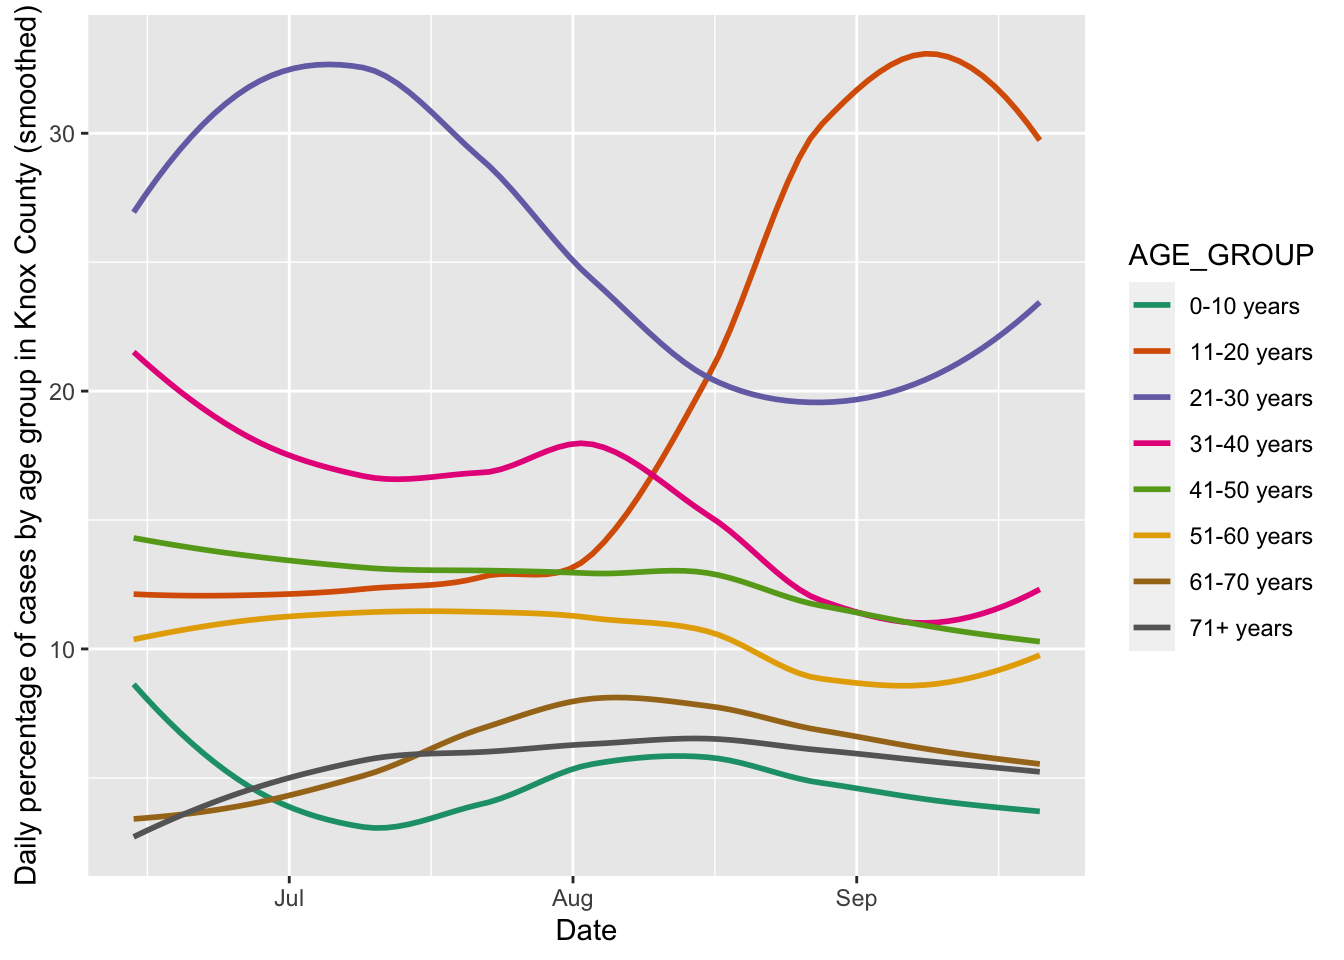 Daily percentage of cases by age group in Knox County (smoothed)
30
20
10
Jul
Aug
Sep
Date
AGE_GROUP
0-10 years
11-20 years
21-30 years
31-40 years
41-50 years
51-60 years
61-70 years
71+ years